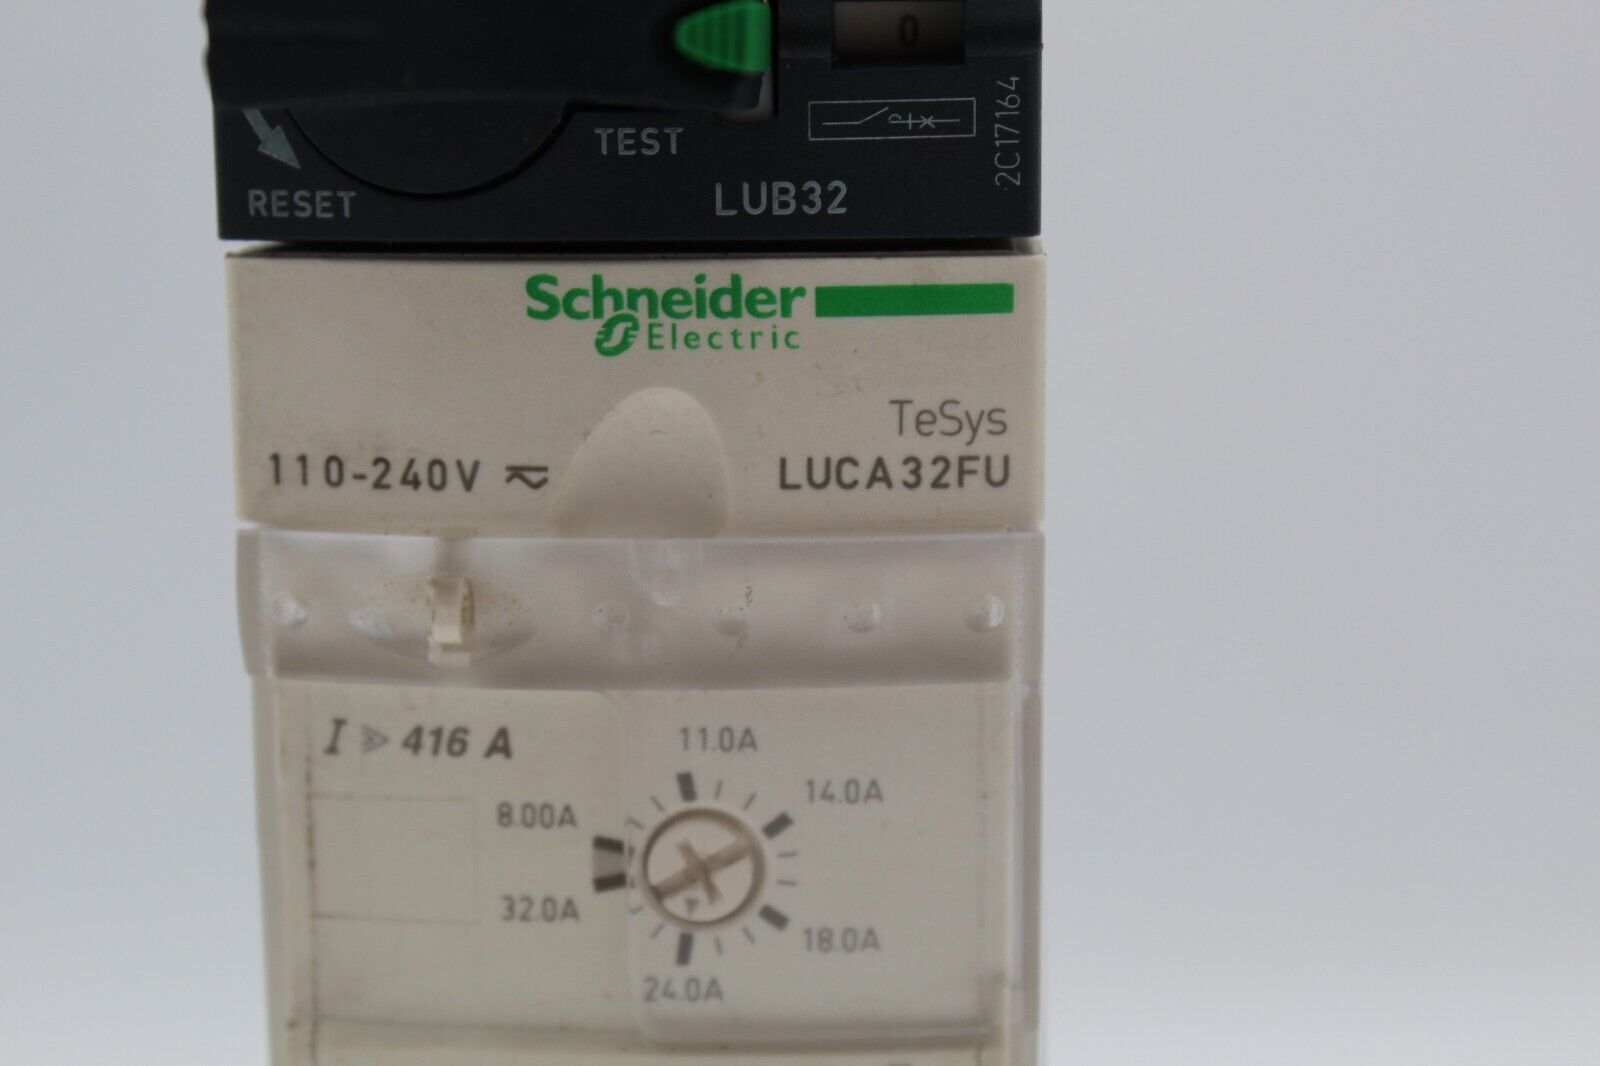 0
TEST
RESET
LUB32
2C17164
Schneider
Electric
TeSys
110-240V
LUCA32FU
I > 416 A
11.0A
14.0A
8.00A
32.0A
18.0A
24.0A